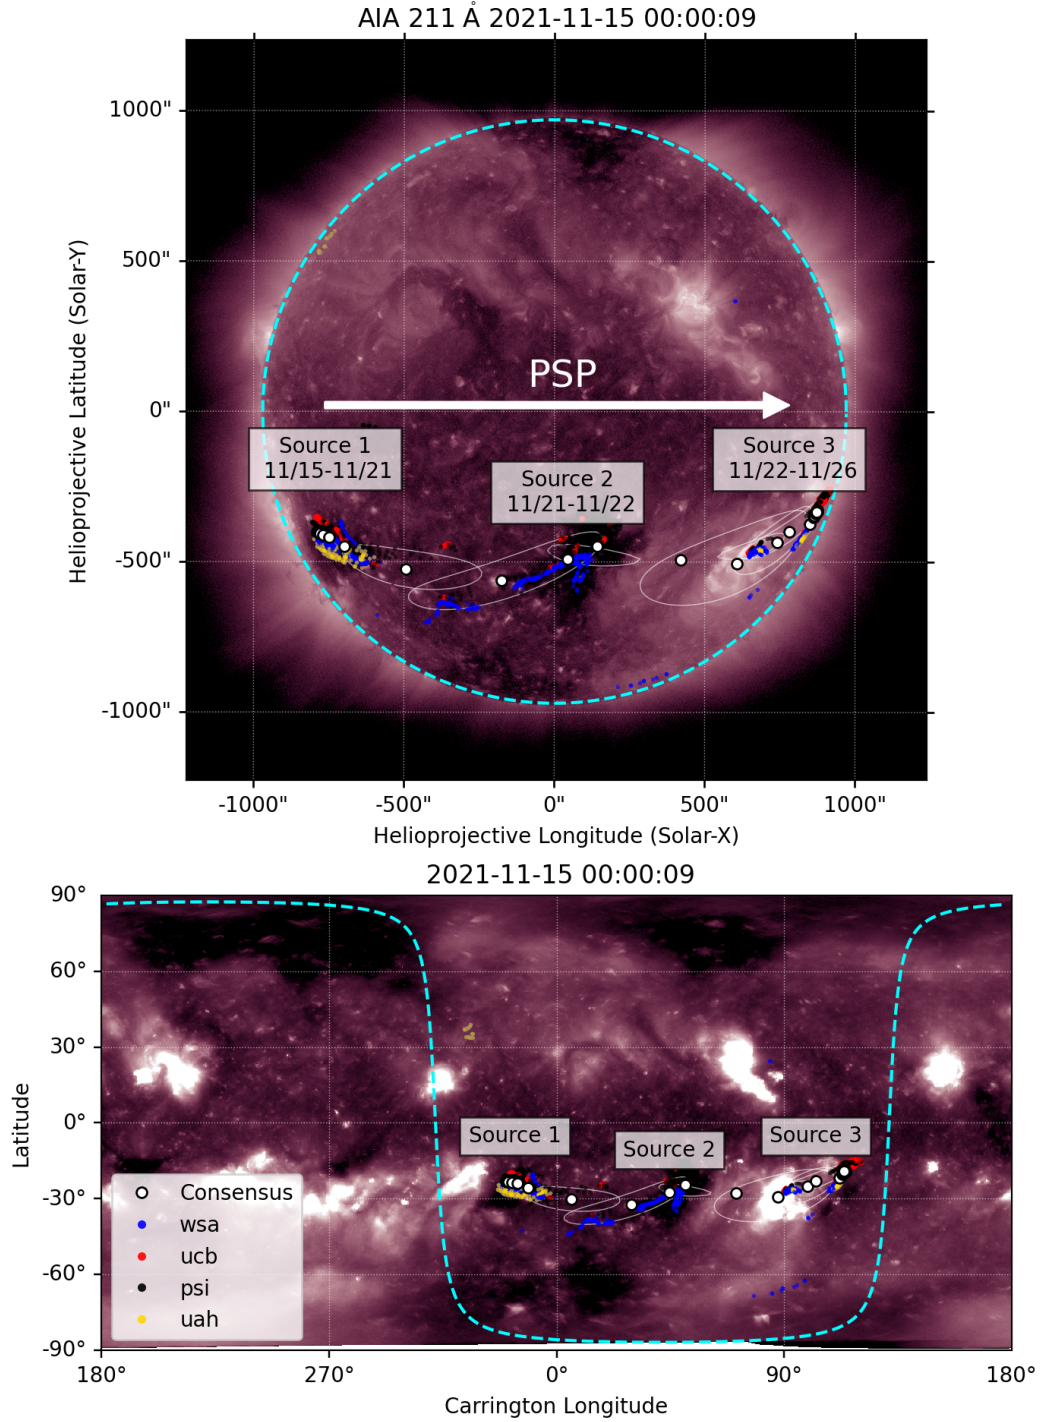 AIA 211 Å 2021-11-15 00:00:09
1000"
500"
0"
-500"
-1000"
Helioprojective Latitude (Solar-Y)
PSP
Source 1
11/15-11/21
Source 2
11/21-11/22
Source 3
11/22-11/26
-1000"
-500"
0"
500"
1000"
Helioprojective Longitude (Solar-X)
2021-11-15 00:00:09
90°
60°
30°
0°
-30°
-60°
-90°
Latitude
Source 1
Source 2
Source 3
Consensus
wsa
ucb
psi
uah
180°
270°
0°
90°
180°
Carrington Longitude